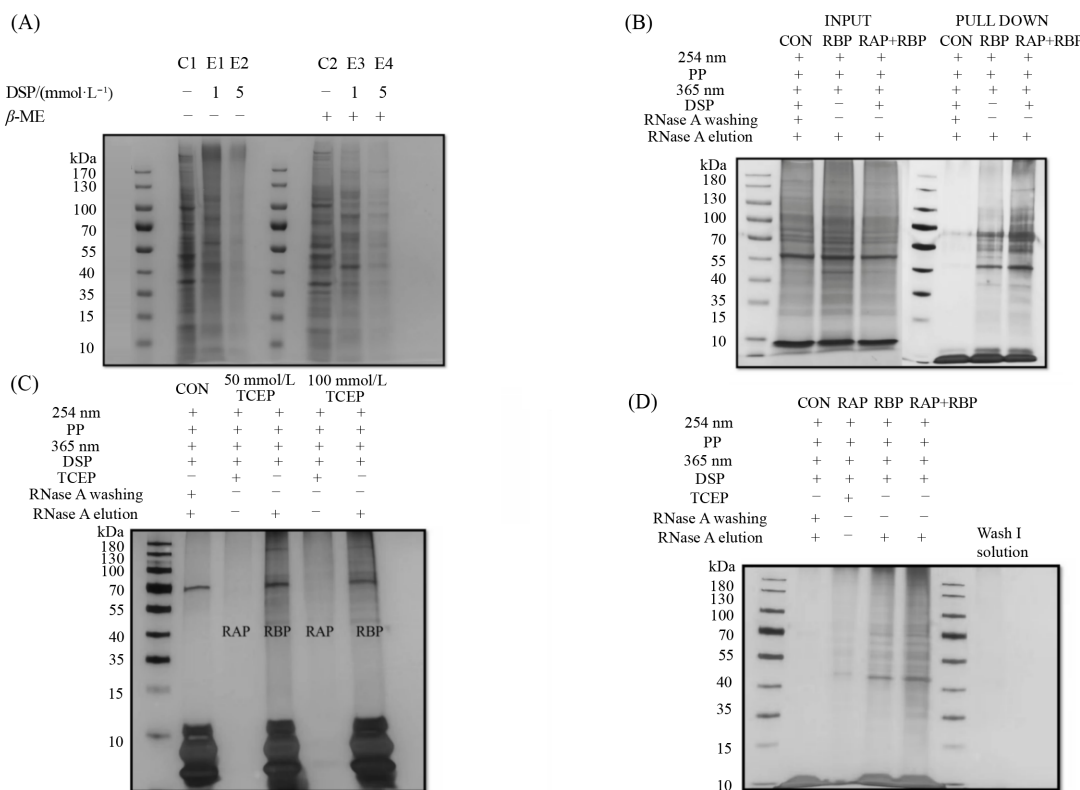 (A)
C1 E1 E2 C2 E3 E4
DSP/(mmol·L⁻¹) − 1 5 − 1 5
β-ME − − − + + +
kDa
170
130
100
70
55
40
35
15
10
(B)
INPUT PULL DOWN
CON RBP RAP+RBP CON RBP RAP+RBP
254 nm + + + + + +
PP + + + + + +
365 nm + + + + + +
DSP + − + + − +
RNase A washing + +
RNase A elution + + + + + +
kDa
180
130
100
70
55
40
35
15
10
(C)
CON 50 mmol/L TCEP 100 mmol/L TCEP
254 nm + + + + +
PP + + + + +
365 nm + + + + +
DSP + + + + +
TCEP − + − + −
RNase A washing + − − − −
RNase A elution + − + − +
kDa
180
130
100
70
55
40
35
15
10
RAP RBP RAP RBP
(D)
CON RAP RBP RAP+RBP
254 nm + + + +
PP + + + +
365 nm + + + +
DSP + + + +
TCEP − + − −
RNase A washing + − − −
RNase A elution + − + +
Wash I
solution
kDa
180
130
100
70
55
40
35
15
10